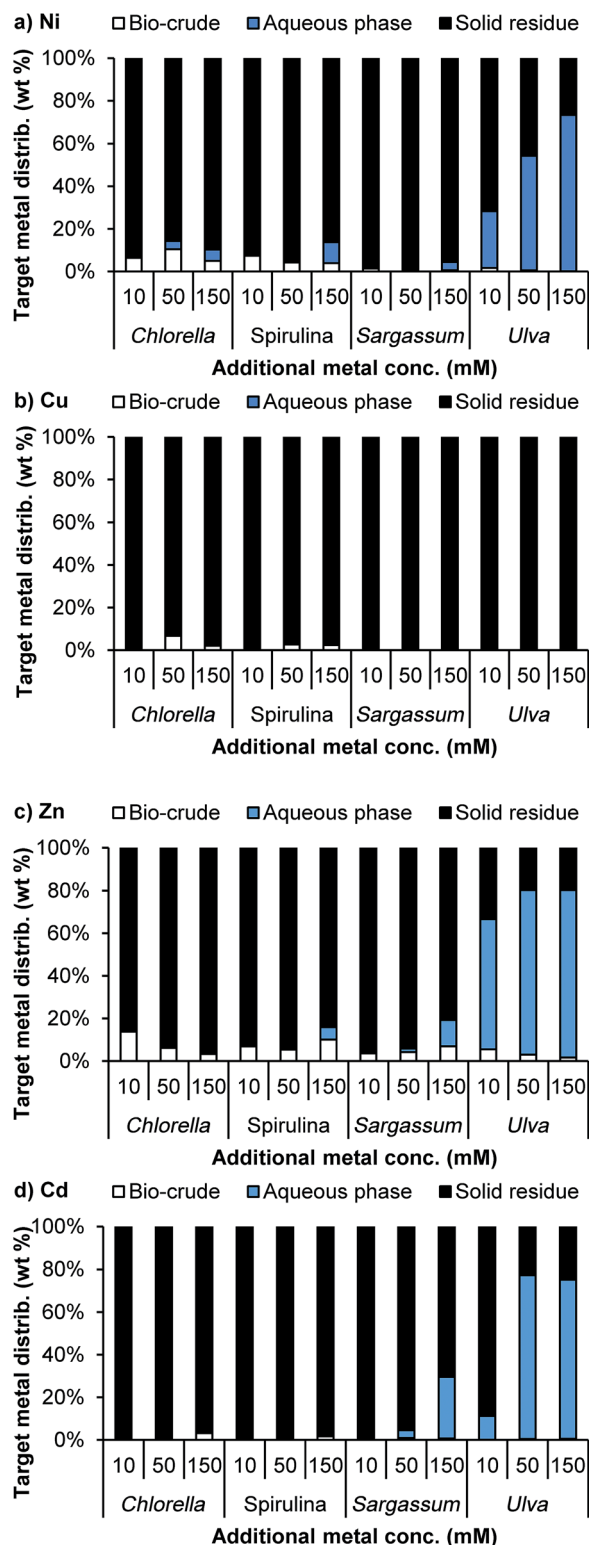 a) Ni Bio-crude Aqueous phase Solid residue
Target metal distrib. (wt %)
100%
80%
60%
40%
20%
0%
10 50 150 10 50 150 10 50 150 10 50 150
Chlorella Spirulina Sargassum Ulva
Additional metal conc. (mM)
b) Cu Bio-crude Aqueous phase Solid residue
Target metal distrib. (wt %)
100%
80%
60%
40%
20%
0%
10 50 150 10 50 150 10 50 150 10 50 150
Chlorella Spirulina Sargassum Ulva
Additional metal conc. (mM)
c) Zn Bio-crude Aqueous phase Solid residue
Target metal distrib. (wt %)
100%
80%
60%
40%
20%
0%
10 50 150 10 50 150 10 50 150 10 50 150
Chlorella Spirulina Sargassum Ulva
Additional metal conc. (mM)
d) Cd Bio-crude Aqueous phase Solid residue
Target metal distrib. (wt %)
100%
80%
60%
40%
20%
0%
10 50 150 10 50 150 10 50 150 10 50 150
Chlorella Spirulina Sargassum Ulva
Additional metal conc. (mM)